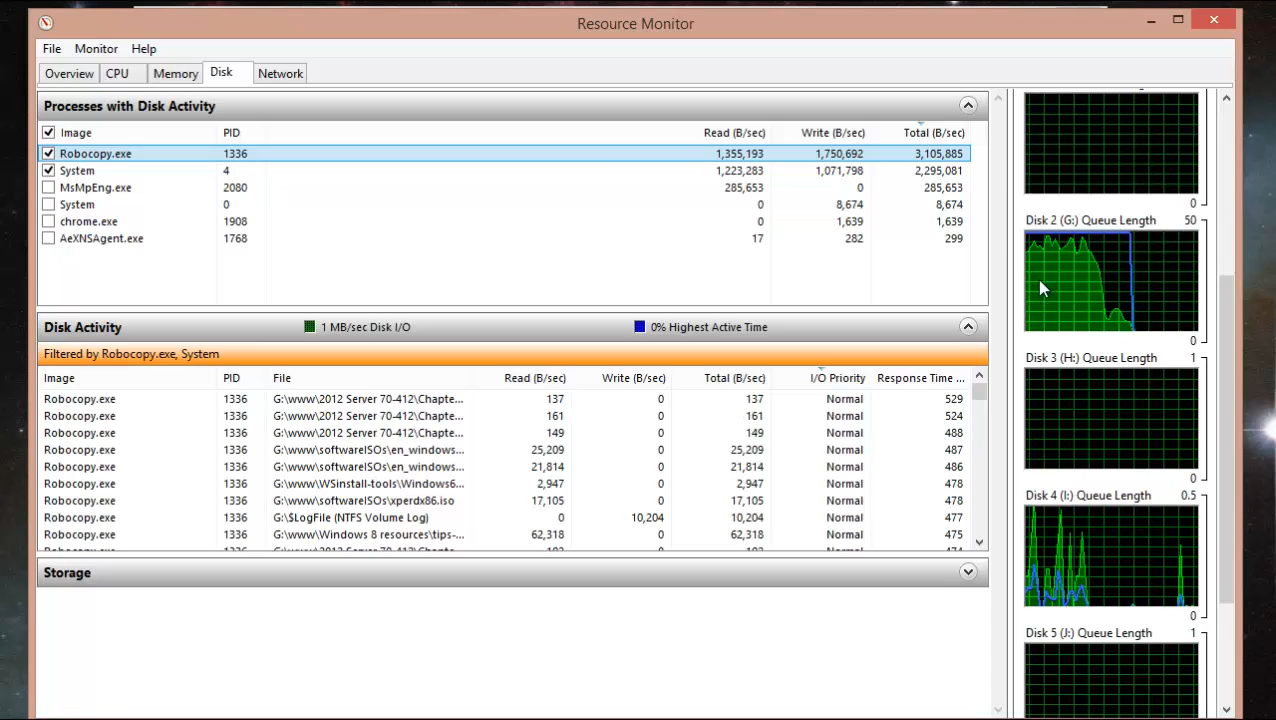 Resource Monitor
File Monitor Help
Overview CPU Memory Disk Network
Processes with Disk Activity
Image PID Read (B/sec) Write (B/sec) Total (B/sec)
Robocopy.exe 1336 1,355,193 1,750,692 3,105,885
System 4 1,223,283 1,071,798 2,295,081
MsMpEng.exe 2080 285,653 0 285,653
System 0 0 8,674 8,674
chrome.exe 1908 0 1,639 1,639
AeXNSAgent.exe 1768 17 282 299
Disk Activity 1 MB/sec Disk I/O 0% Highest Active Time
Filtered by Robocopy.exe, System
Image PID File Read (B/sec) Write (B/sec) Total (B/sec) I/O Priority Response Time ...
Robocopy.exe 1336 G:\www\2012 Server 70-412\Chapte... 137 0 137 Normal 529
Robocopy.exe 1336 G:\www\2012 Server 70-412\Chapte... 161 0 161 Normal 524
Robocopy.exe 1336 G:\www\2012 Server 70-412\Chapte... 149 0 149 Normal 488
Robocopy.exe 1336 G:\www\softwareISOs\en_windows... 25,209 0 25,209 Normal 487
Robocopy.exe 1336 G:\www\softwareISOs\en_windows... 21,814 0 21,814 Normal 486
Robocopy.exe 1336 G:\www\WSinstall-tools\Windows6... 2,947 0 2,947 Normal 478
Robocopy.exe 1336 G:\www\softwareISOs\xperdx86.iso 17,105 0 17,105 Normal 478
Robocopy.exe 1336 G:\$LogFile (NTFS Volume Log) 0 10,204 10,204 Normal 477
Robocopy.exe 1336 G:\www\Windows 8 resources\tips-... 62,318 0 62,318 Normal 475
Storage
0
Disk 2 (G:) Queue Length 50
0
Disk 3 (H:) Queue Length 1
0
Disk 4 (I:) Queue Length 0.5
0
Disk 5 (J:) Queue Length 1